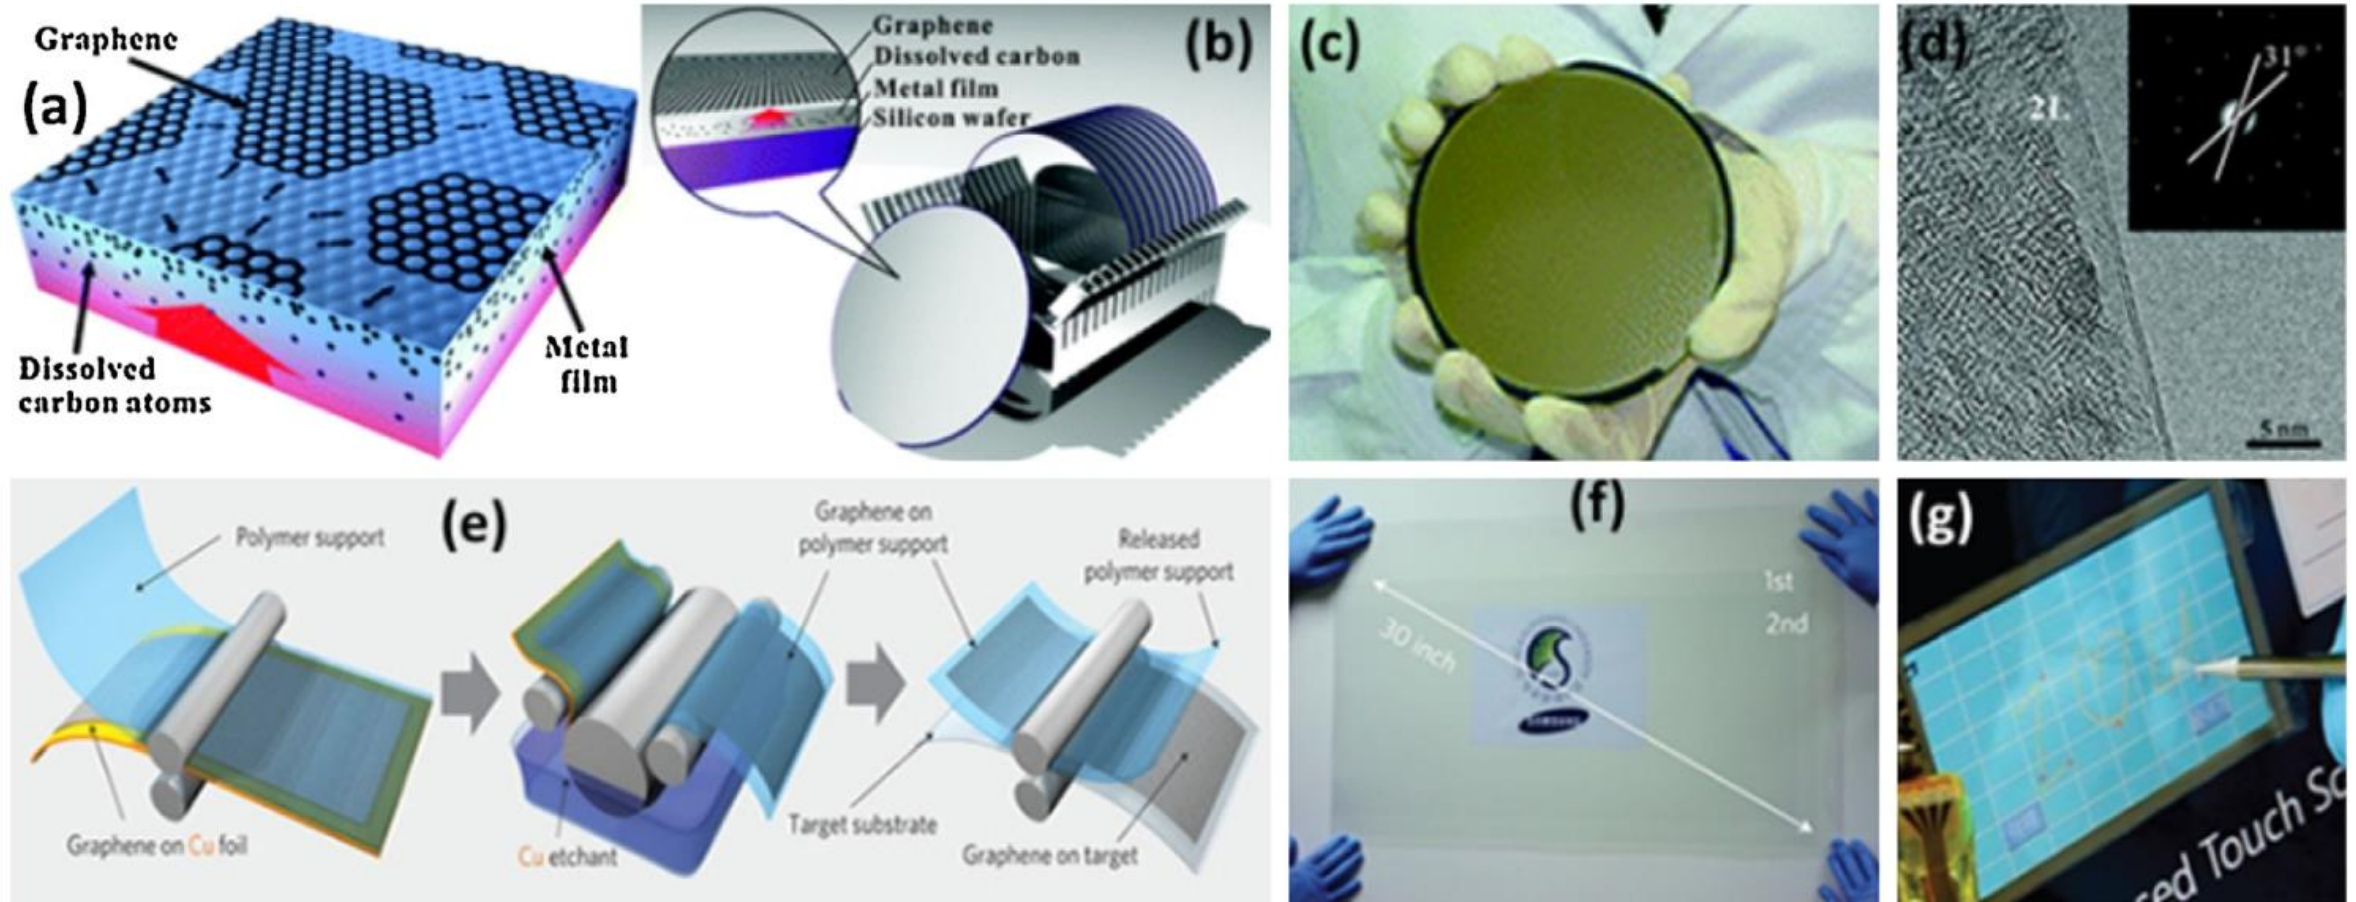 Graphene
(a)
Dissolved
carbon atoms
Metal
film
Graphene
Dissolved carbon
Metal film
Silicon wafer
(b)
(c)
(d)
2L
31°
5 nm
(e)
Polymer support
Graphene on Cu foil
Cu etchant
Graphene on
polymer support
Target substrate
Released
polymer support
Graphene on target
(f)
1st
2nd
30 inch
SAMSUNG
(g)
sed Touch Sc